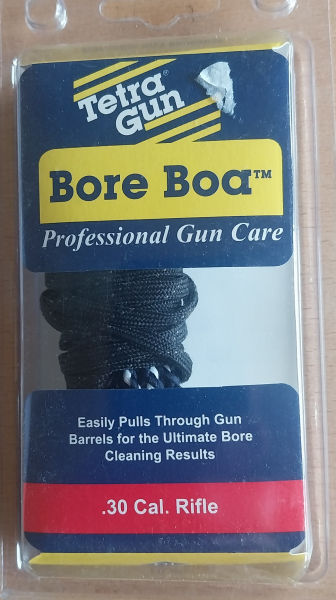 Tetra®
Gun
Bore Boa™
Professional Gun Care
Easily Pulls Through Gun
Barrels for the Ultimate Bore
Cleaning Results
.30 Cal. Rifle